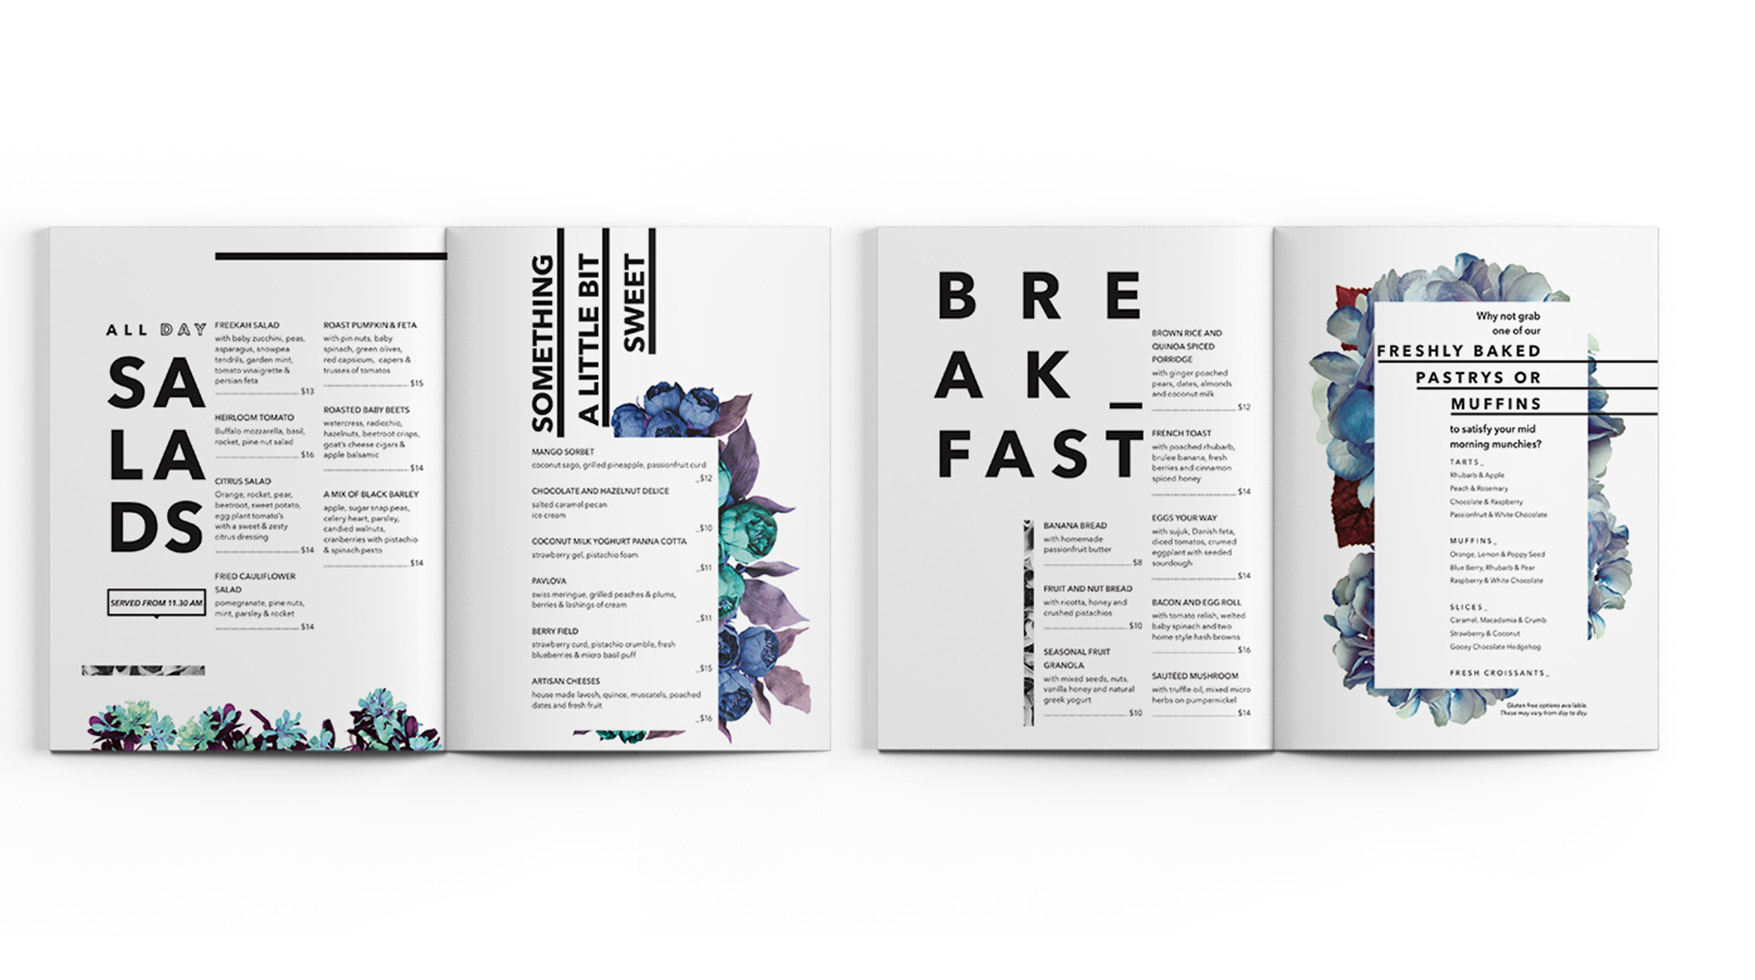 ALL DAY
SA
LA
DS
SERVED FROM 11.30 AM
FREEKAH SALAD
with baby zucchini, peas,
asparagus, snowpea
tendrils, garden mint,
tomato vinaigrette &
persian feta
$13
HEIRLOOM TOMATO
Buffalo mozzarella, basil,
rocket, pine nut salad
$16
CITRUS SALAD
Orange, rocket, pear,
beetroot, sweet potato,
egg plant tomato's
with a sweet & zesty
citrus dressing
$14
FRIED CAULIFLOWER
SALAD
pomegranate, pine nuts,
mint, parsley & rocket
$14
ROAST PUMPKIN & FETA
with pin nuts, baby
spinach, green olives,
red capsicum, capers &
trusses of tomatos
$15
ROASTED BABY BEETS
watercress, radicchio,
hazelnuts, beetroot crisps,
goat's cheese cigars &
apple balsamic
$14
A MIX OF BLACK BARLEY
apple, sugar snap peas,
celery heart, parsley,
candied walnuts,
cranberries with pistachio
& spinach pesto
$14
SOMETHING
A LITTLE BIT
SWEET
MANGO SORBET
coconut sago, grilled pineapple, passionfruit curd
_$12
CHOCOLATE AND HAZELNUT DELICE
salted caramel pecan
ice cream
_$10
COCONUT MILK YOGHURT PANNA COTTA
strawberry gel, pistachio foam
_$11
PAVLOVA
swiss meringue, grilled peaches & plums,
berries & lashings of cream
_$11
BERRY FIELD
strawberry curd, pistachio crumble, fresh
blueberries & micro basil puff
_$15
ARTISAN CHEESES
house made lavosh, quince, muscatels, poached
dates and fresh fruit
_$16
BRE
AK_
FAST
BANANA BREAD
with homemade
passionfruit butter
$8
FRUIT AND NUT BREAD
with ricotta, honey and
crushed pistachios
$10
SEASONAL FRUIT
GRANOLA
with mixed seeds, nuts,
vanilla honey and natural
greek yogurt
$10
BROWN RICE AND
QUINOA SPICED
PORRIDGE
with ginger poached
pears, dates, almonds
and coconut milk
$12
FRENCH TOAST
with poached rhubarb,
brulee banana, fresh
berries and cinnamon
spiced honey
$14
EGGS YOUR WAY
with sujuk, Danish feta,
diced tomatos, crumed
eggplant with seeded
sourdough
$14
BACON AND EGG ROLL
with tomato relish, welted
baby spinach and two
home style hash browns
$16
SAUTÉED MUSHROOM
with truffle oil, mixed micro
herbs on pumpernickel
$14
Why not grab
one of our
FRESHLY BAKED
PASTRYS OR
MUFFINS
to satisfy your mid
morning munchies?
TARTS_
Rhubarb & Apple
Peach & Rosemary
Chocolate & Raspberry
Passionfruit & White Chocolate
MUFFINS_
Orange, Lemon & Poppy Seed
Blue Berry, Rhubarb & Pear
Raspberry & White Chocolate
SLICES_
Caramel, Macadamia & Crumb
Strawberry & Coconut
Gooey Chocolate Hedgehog
FRESH CROISSANTS_
Gluten free options available.
These may vary from day to day.